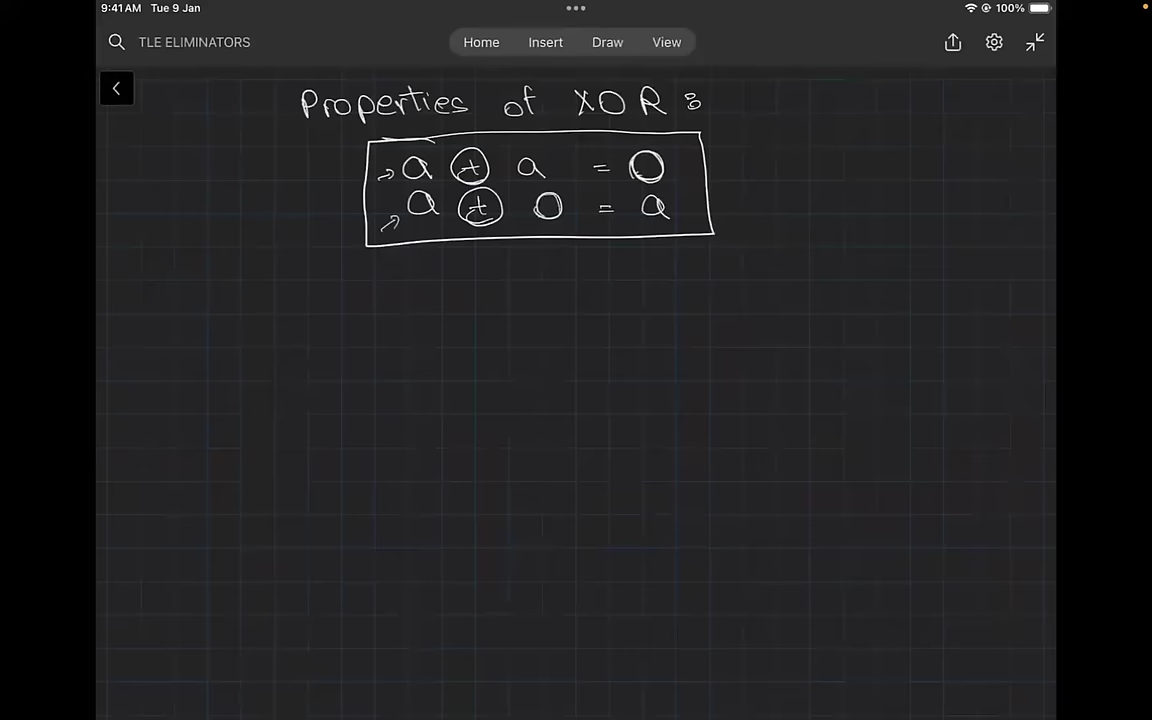 9:41 AM Tue 9 Jan
100%
TLE ELIMINATORS
Home Insert Draw View
Properties of XOR :
→ a ⊕ a = 0
→ a ⊕ 0 = a